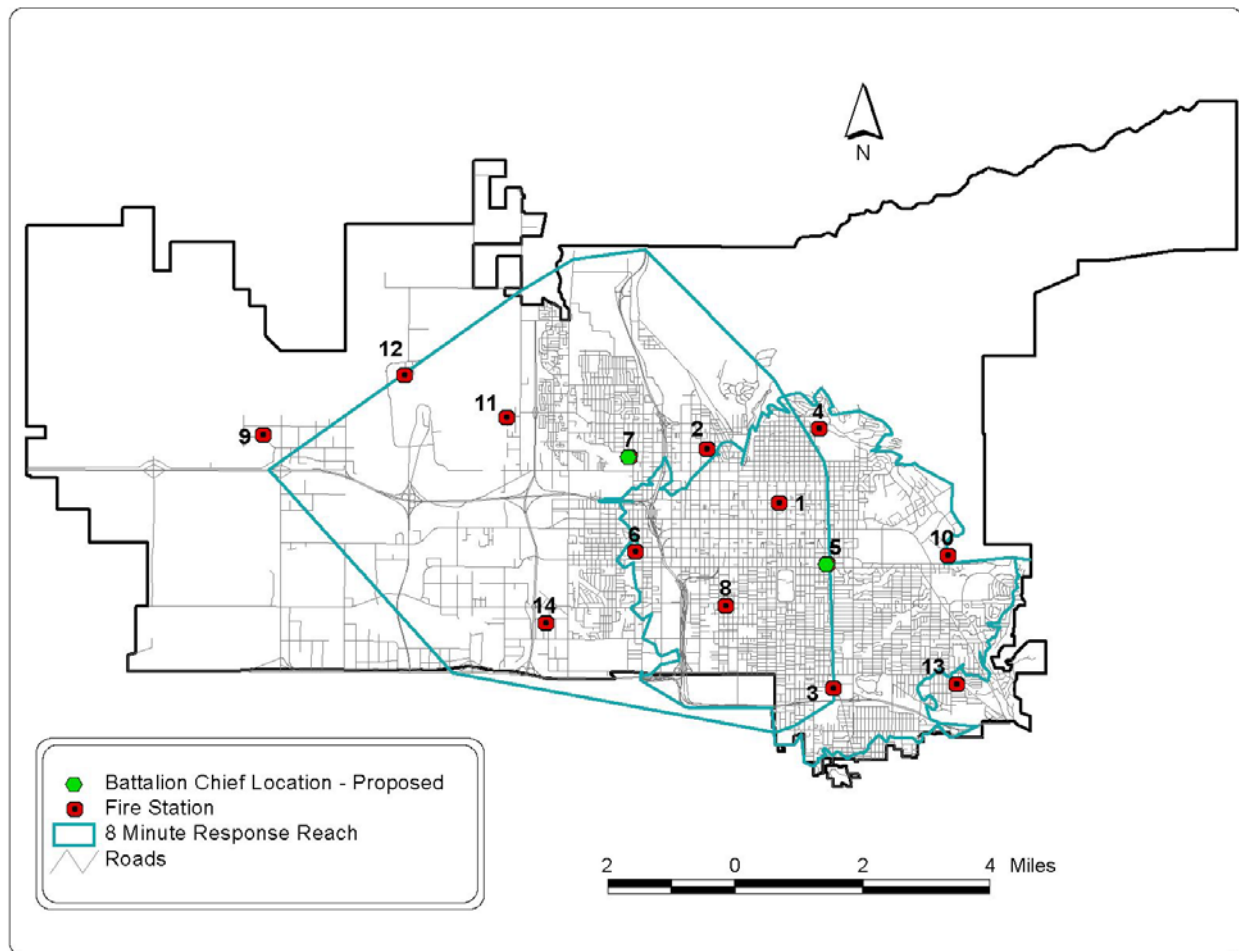 N
12
11
9
4
2
7
1
6
10
5
8
14
13
3
Battalion Chief Location - Proposed
Fire Station
8 Minute Response Reach
Roads
2 0 2 4 Miles